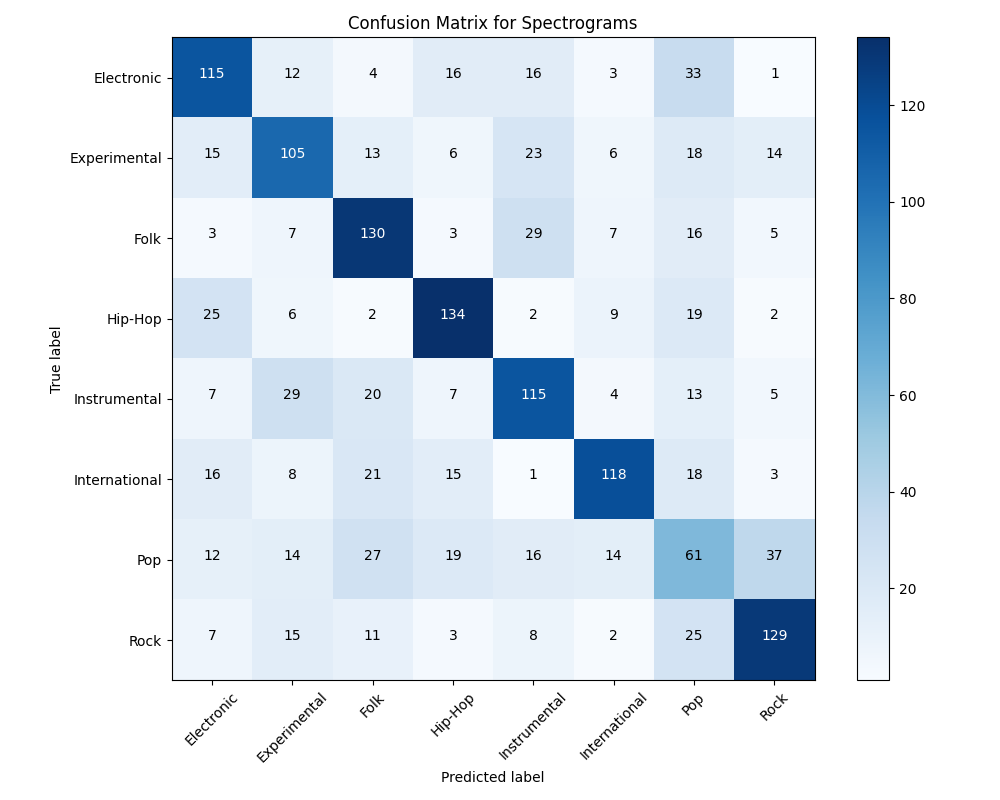 Confusion Matrix for Spectrograms
True label
Electronic 115 12 4 16 16 3 33 1
Experimental 15 105 13 6 23 6 18 14
Folk 3 7 130 3 29 7 16 5
Hip-Hop 25 6 2 134 2 9 19 2
Instrumental 7 29 20 7 115 4 13 5
International 16 8 21 15 1 118 18 3
Pop 12 14 27 19 16 14 61 37
Rock 7 15 11 3 8 2 25 129
Electronic Experimental Folk Hip-Hop Instrumental International Pop Rock
Predicted label
120
100
80
60
40
20